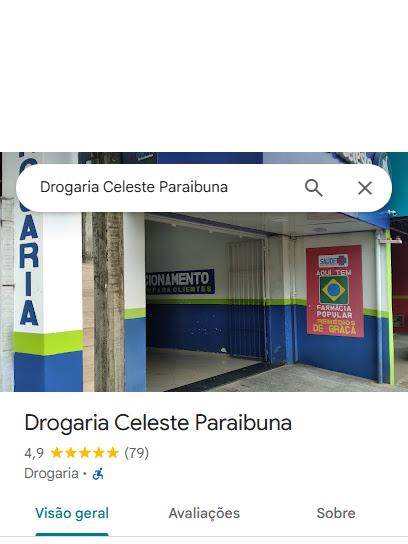 Drogaria Celeste Paraibuna
ARIA
CIONAMENTO
PARA CLIENTES
SAÚDE
AQUI TEM
FARMÁCIA
POPULAR
REMÉDIOS
DE GRAÇA
Drogaria Celeste Paraibuna
4,9 ★★★★★ (79)
Drogaria ·
Visão geral Avaliações Sobre